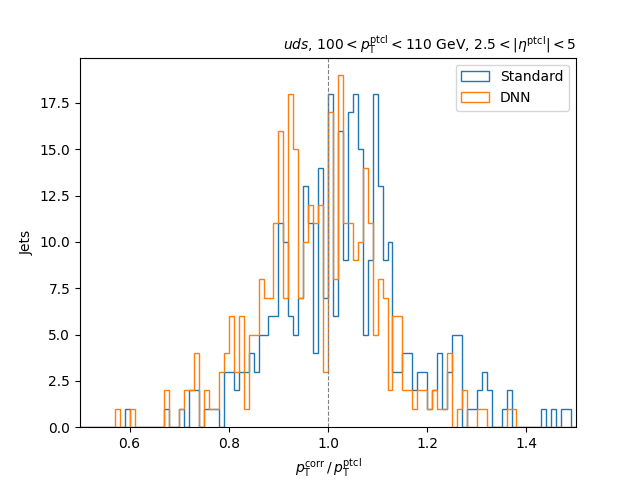 uds, 100 < p_T^ptcl < 110 GeV, 2.5 < |η^ptcl| < 5
Standard
DNN
17.5
15.0
12.5
10.0
7.5
5.0
2.5
0.0
Jets
0.6 0.8 1.0 1.2 1.4
p_T^corr / p_T^ptcl